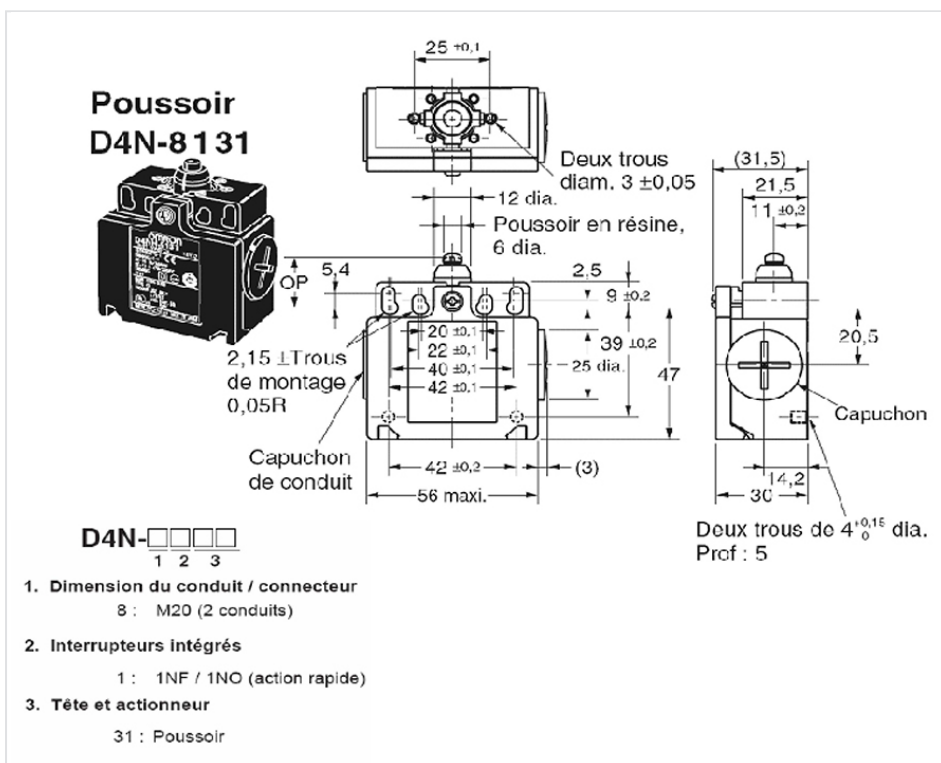 25 ±0,1
Poussoir
D4N-8131
Deux trous
diam. 3 ±0,05
12 dia.
Poussoir en résine,
6 dia.
(31,5)
21,5
11 ±0,2
OP
5,4
2,5
9 ±0.2
20 ±0,1
22 ±0,1
40 ±0,1
42 ±0,1
39 ±0,2
25 dia.
47
20,5
2,15 ±Trous
de montage
0,05R
Capuchon
Capuchon
de conduit
42 ±0,2
(3)
56 maxi.
14,2
30
Deux trous de 4 +0,15 0 dia.
Prof : 5
D4N-□□□□
1 2 3
1. Dimension du conduit / connecteur
8 : M20 (2 conduits)
2. Interrupteurs intégrés
1 : 1NF / 1NO (action rapide)
3. Tête et actionneur
31 : Poussoir